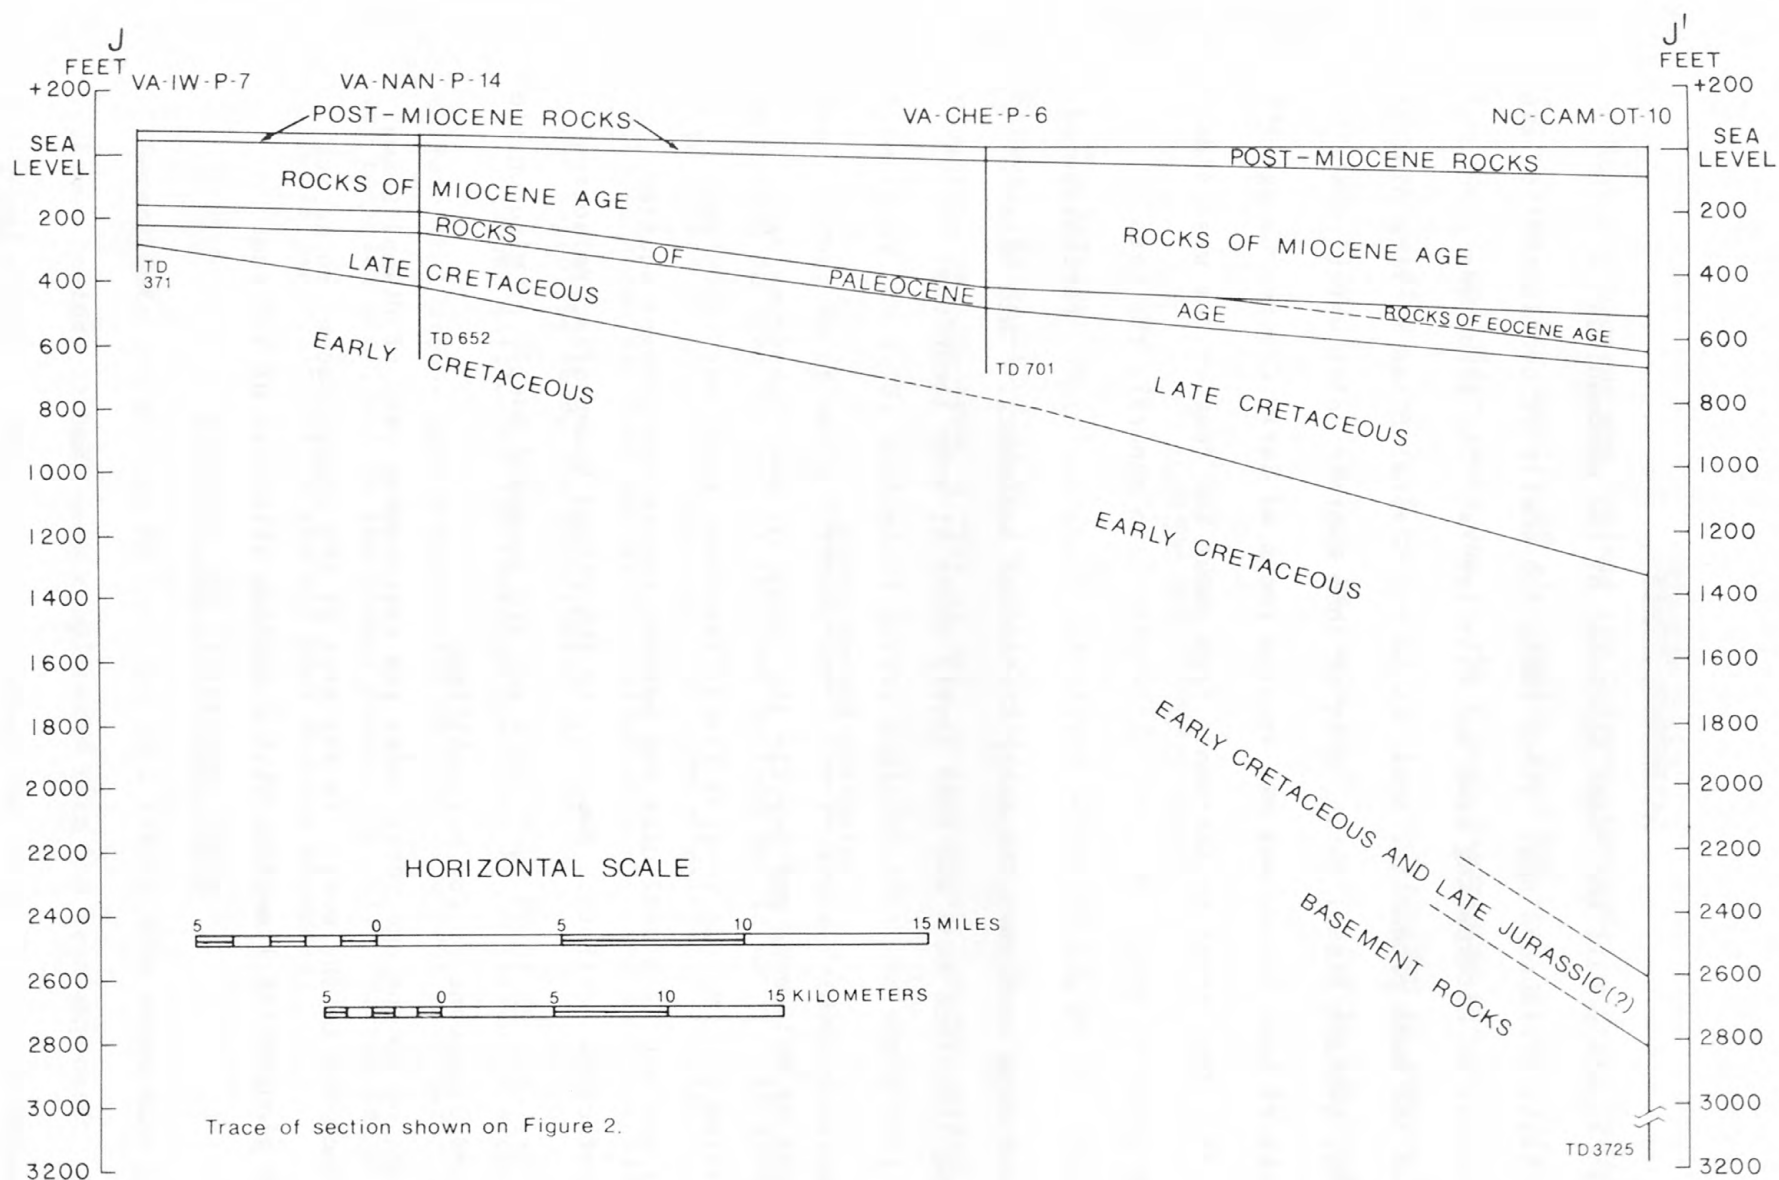 J
J'
FEET
FEET
VA-IW-P-7
VA-NAN-P-14
VA-CHE-P-6
NC-CAM-OT-10
+200
+200
POST-MIOCENE ROCKS
POST-MIOCENE ROCKS
SEA
LEVEL
SEA
LEVEL
ROCKS OF MIOCENE AGE
ROCKS OF MIOCENE AGE
ROCKS OF PALEOCENE AGE
ROCKS OF EOCENE AGE
LATE CRETACEOUS
LATE CRETACEOUS
TD
371
TD 652
TD 701
EARLY CRETACEOUS
EARLY CRETACEOUS
EARLY CRETACEOUS AND LATE JURASSIC(?)
BASEMENT ROCKS
TD 3725
200
400
600
800
1000
1200
1400
1600
1800
2000
2200
2400
2600
2800
3000
3200
200
400
600
800
1000
1200
1400
1600
1800
2000
2200
2400
2600
2800
3000
3200
HORIZONTAL SCALE
5 0 5 10 15 MILES
5 0 5 10 15 KILOMETERS
Trace of section shown on Figure 2.